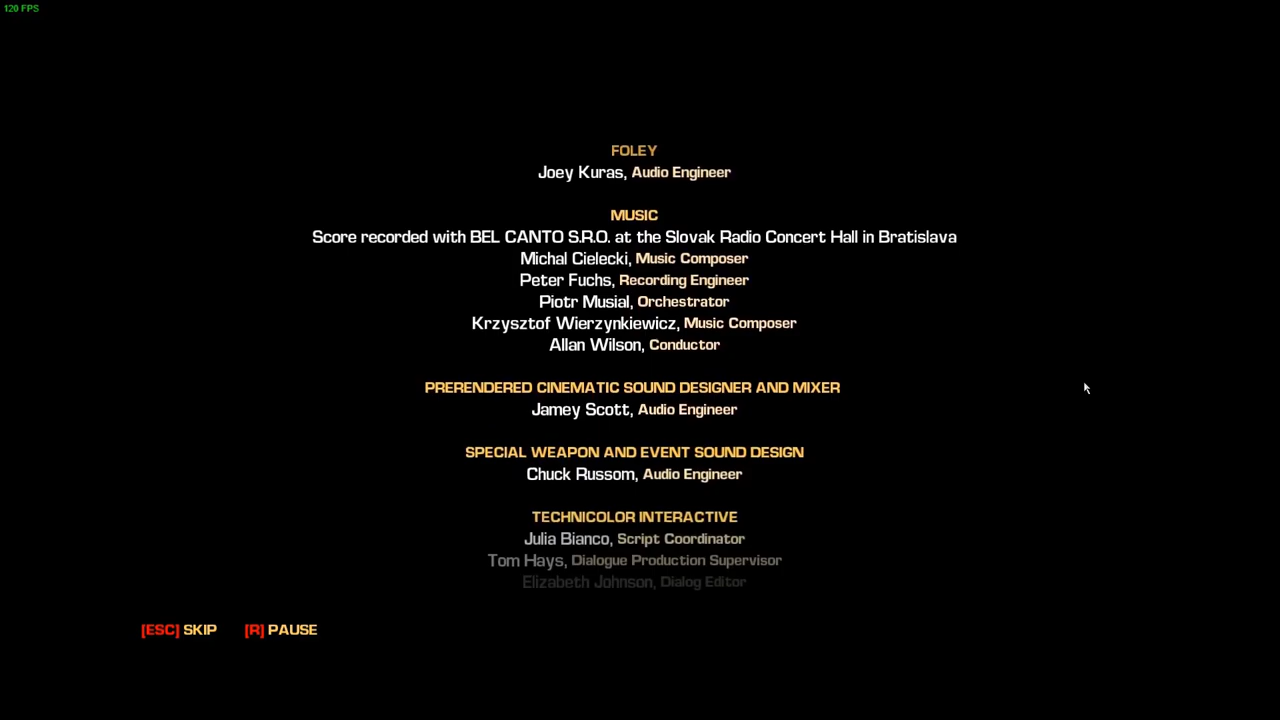 120 FPS
FOLEY
Joey Kuras, Audio Engineer
MUSIC
Score recorded with BEL CANTO S.R.O. at the Slovak Radio Concert Hall in Bratislava
Michal Cielecki, Music Composer
Peter Fuchs, Recording Engineer
Piotr Musial, Orchestrator
Krzysztof Wierzynkiewicz, Music Composer
Allan Wilson, Conductor
PRERENDERED CINEMATIC SOUND DESIGNER AND MIXER
Jamey Scott, Audio Engineer
SPECIAL WEAPON AND EVENT SOUND DESIGN
Chuck Russom, Audio Engineer
TECHNICOLOR INTERACTIVE
Julia Bianco, Script Coordinator
Tom Hays, Dialogue Production Supervisor
Elizabeth Johnson, Dialog Editor
[ESC] SKIP [R] PAUSE